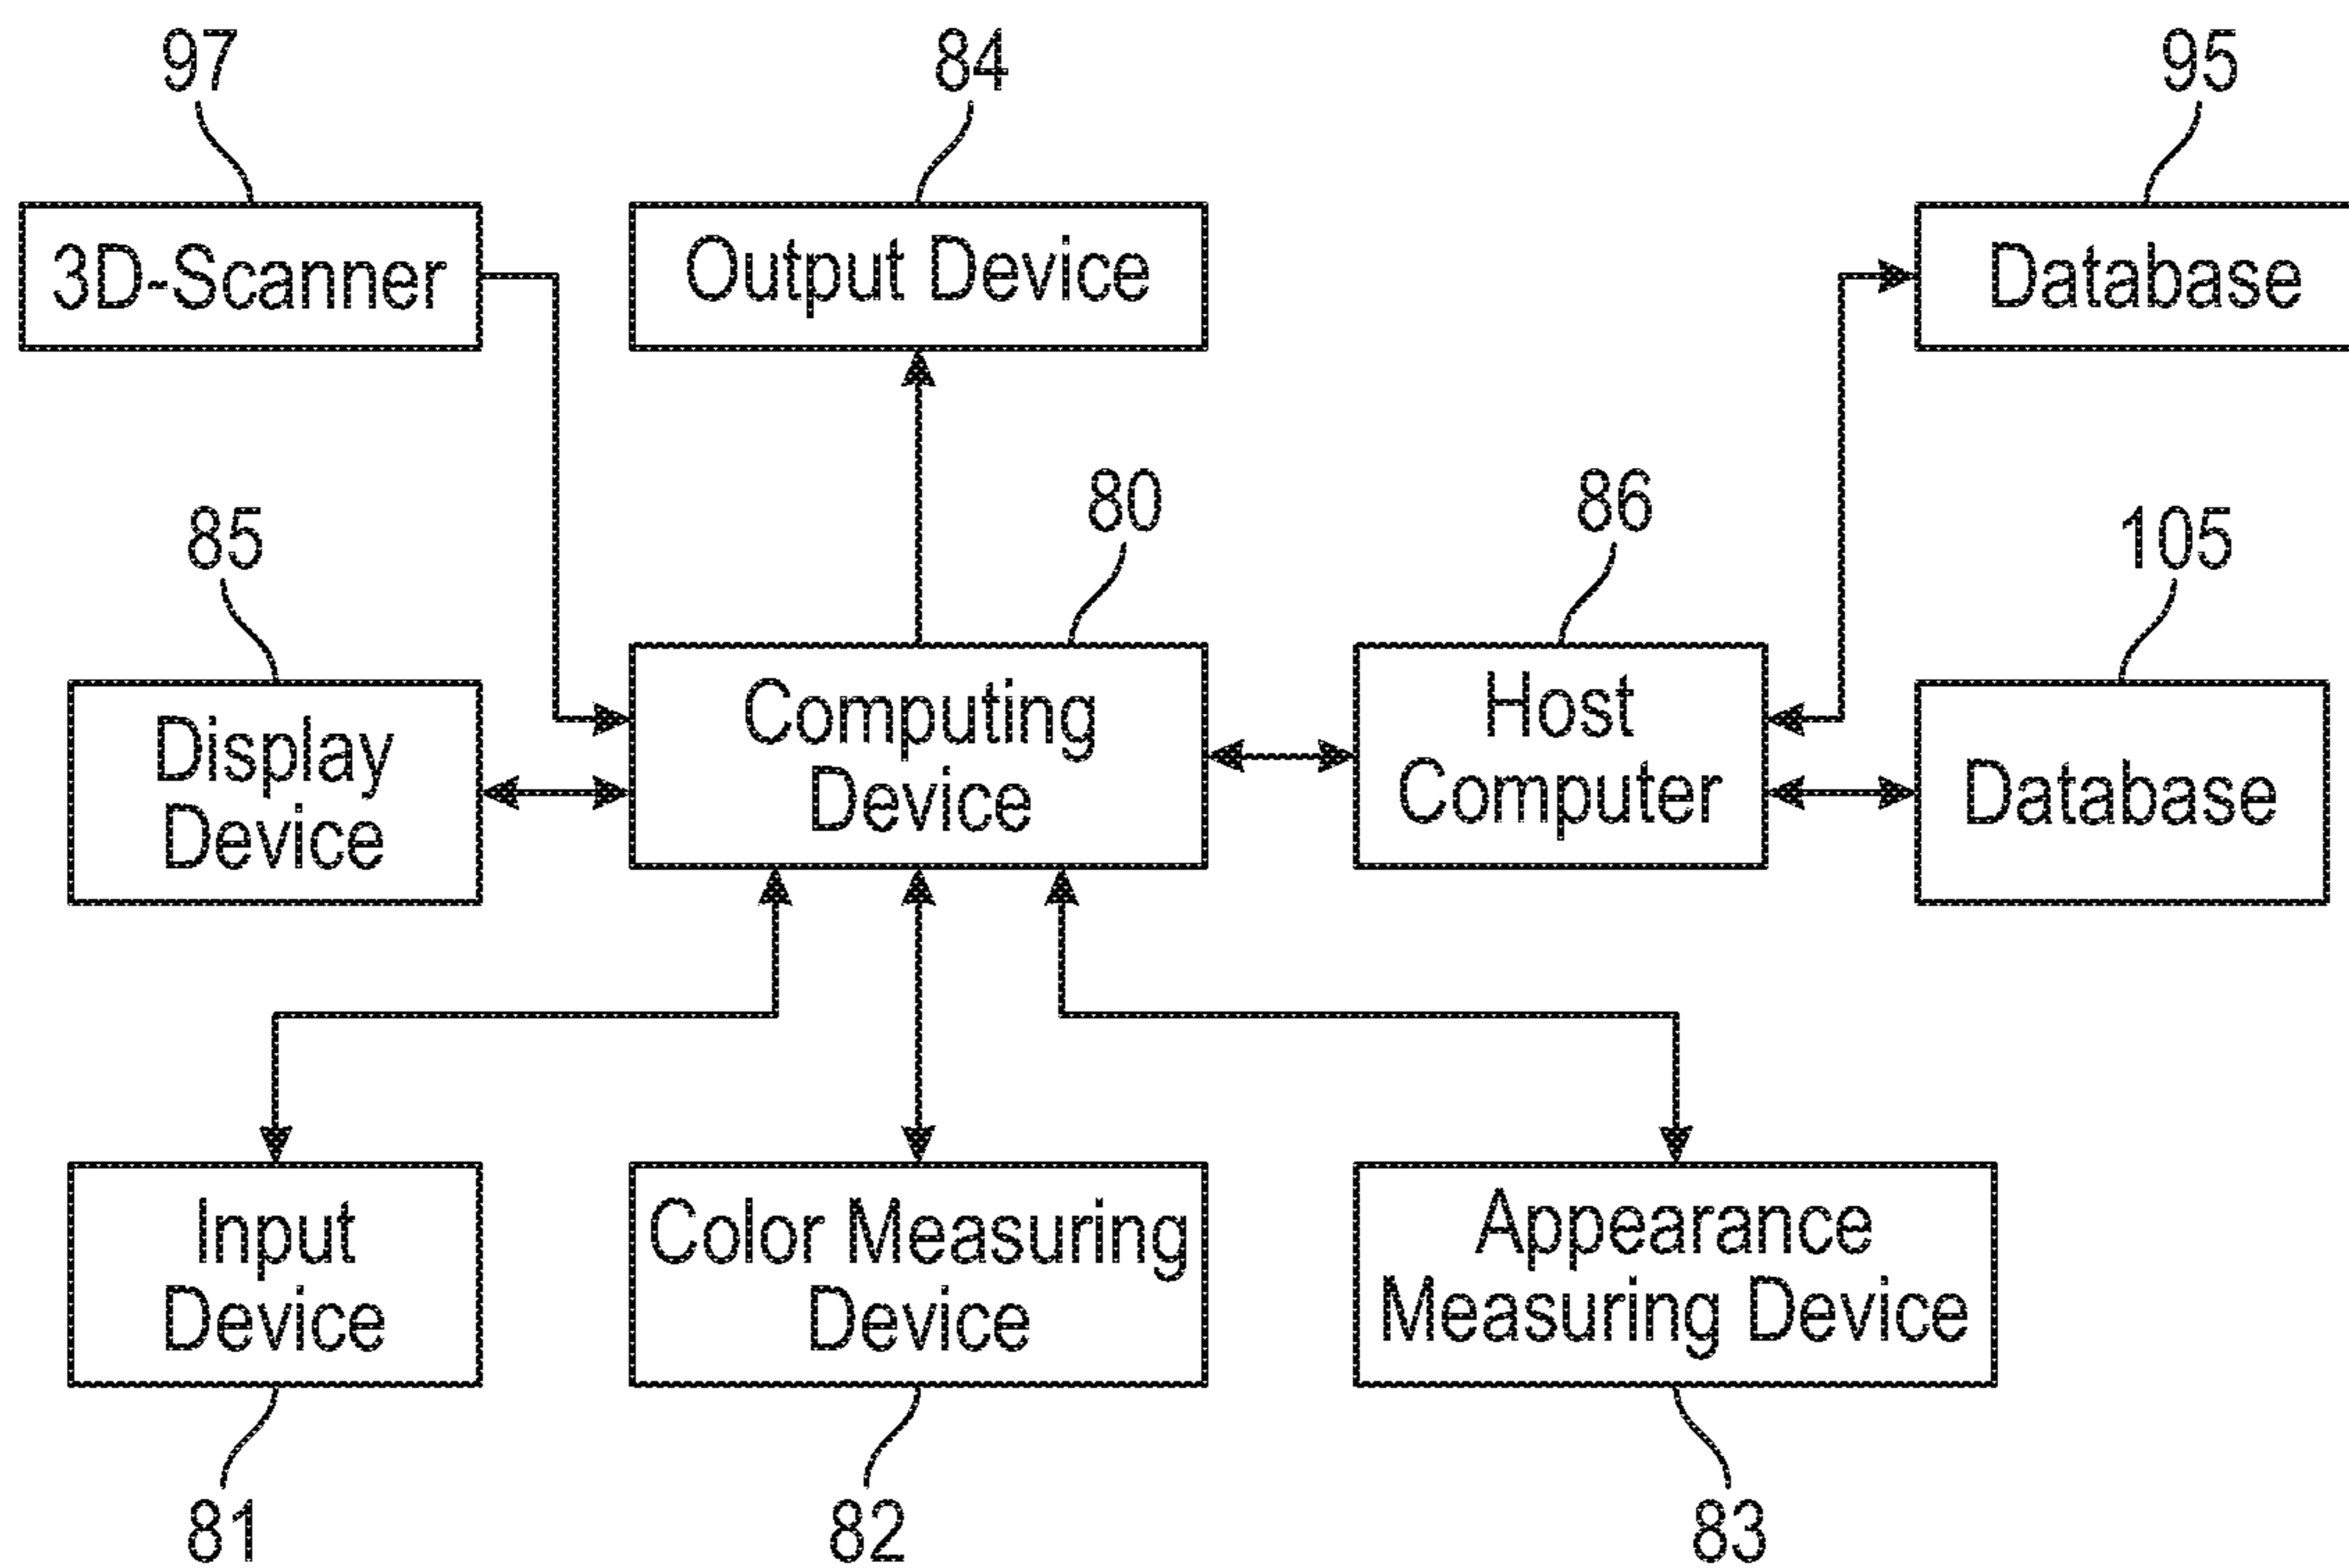 97
84
95
3D-Scanner
Output Device
Database
85
80
86
105
Display
Device
Computing
Device
Host
Computer
Database
Input
Device
Color Measuring
Device
Appearance
Measuring Device
81
82
83